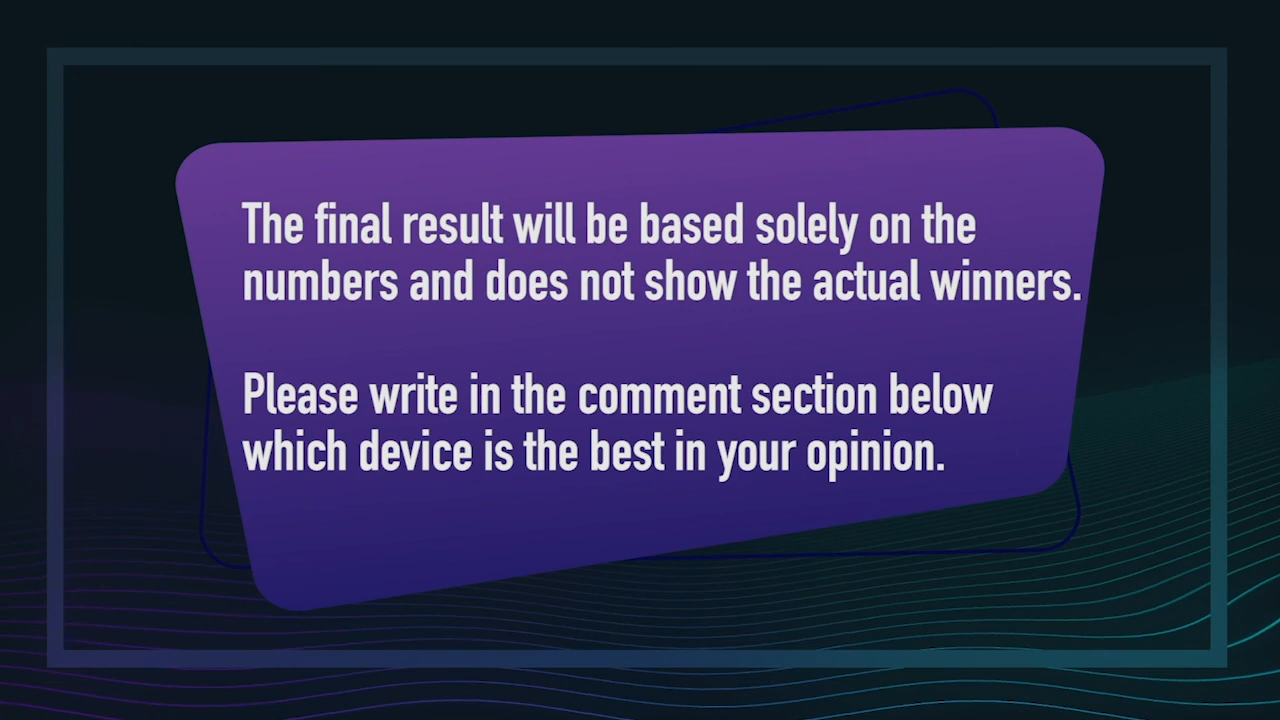 The final result will be based solely on the
numbers and does not show the actual winners.
Please write in the comment section below
which device is the best in your opinion.